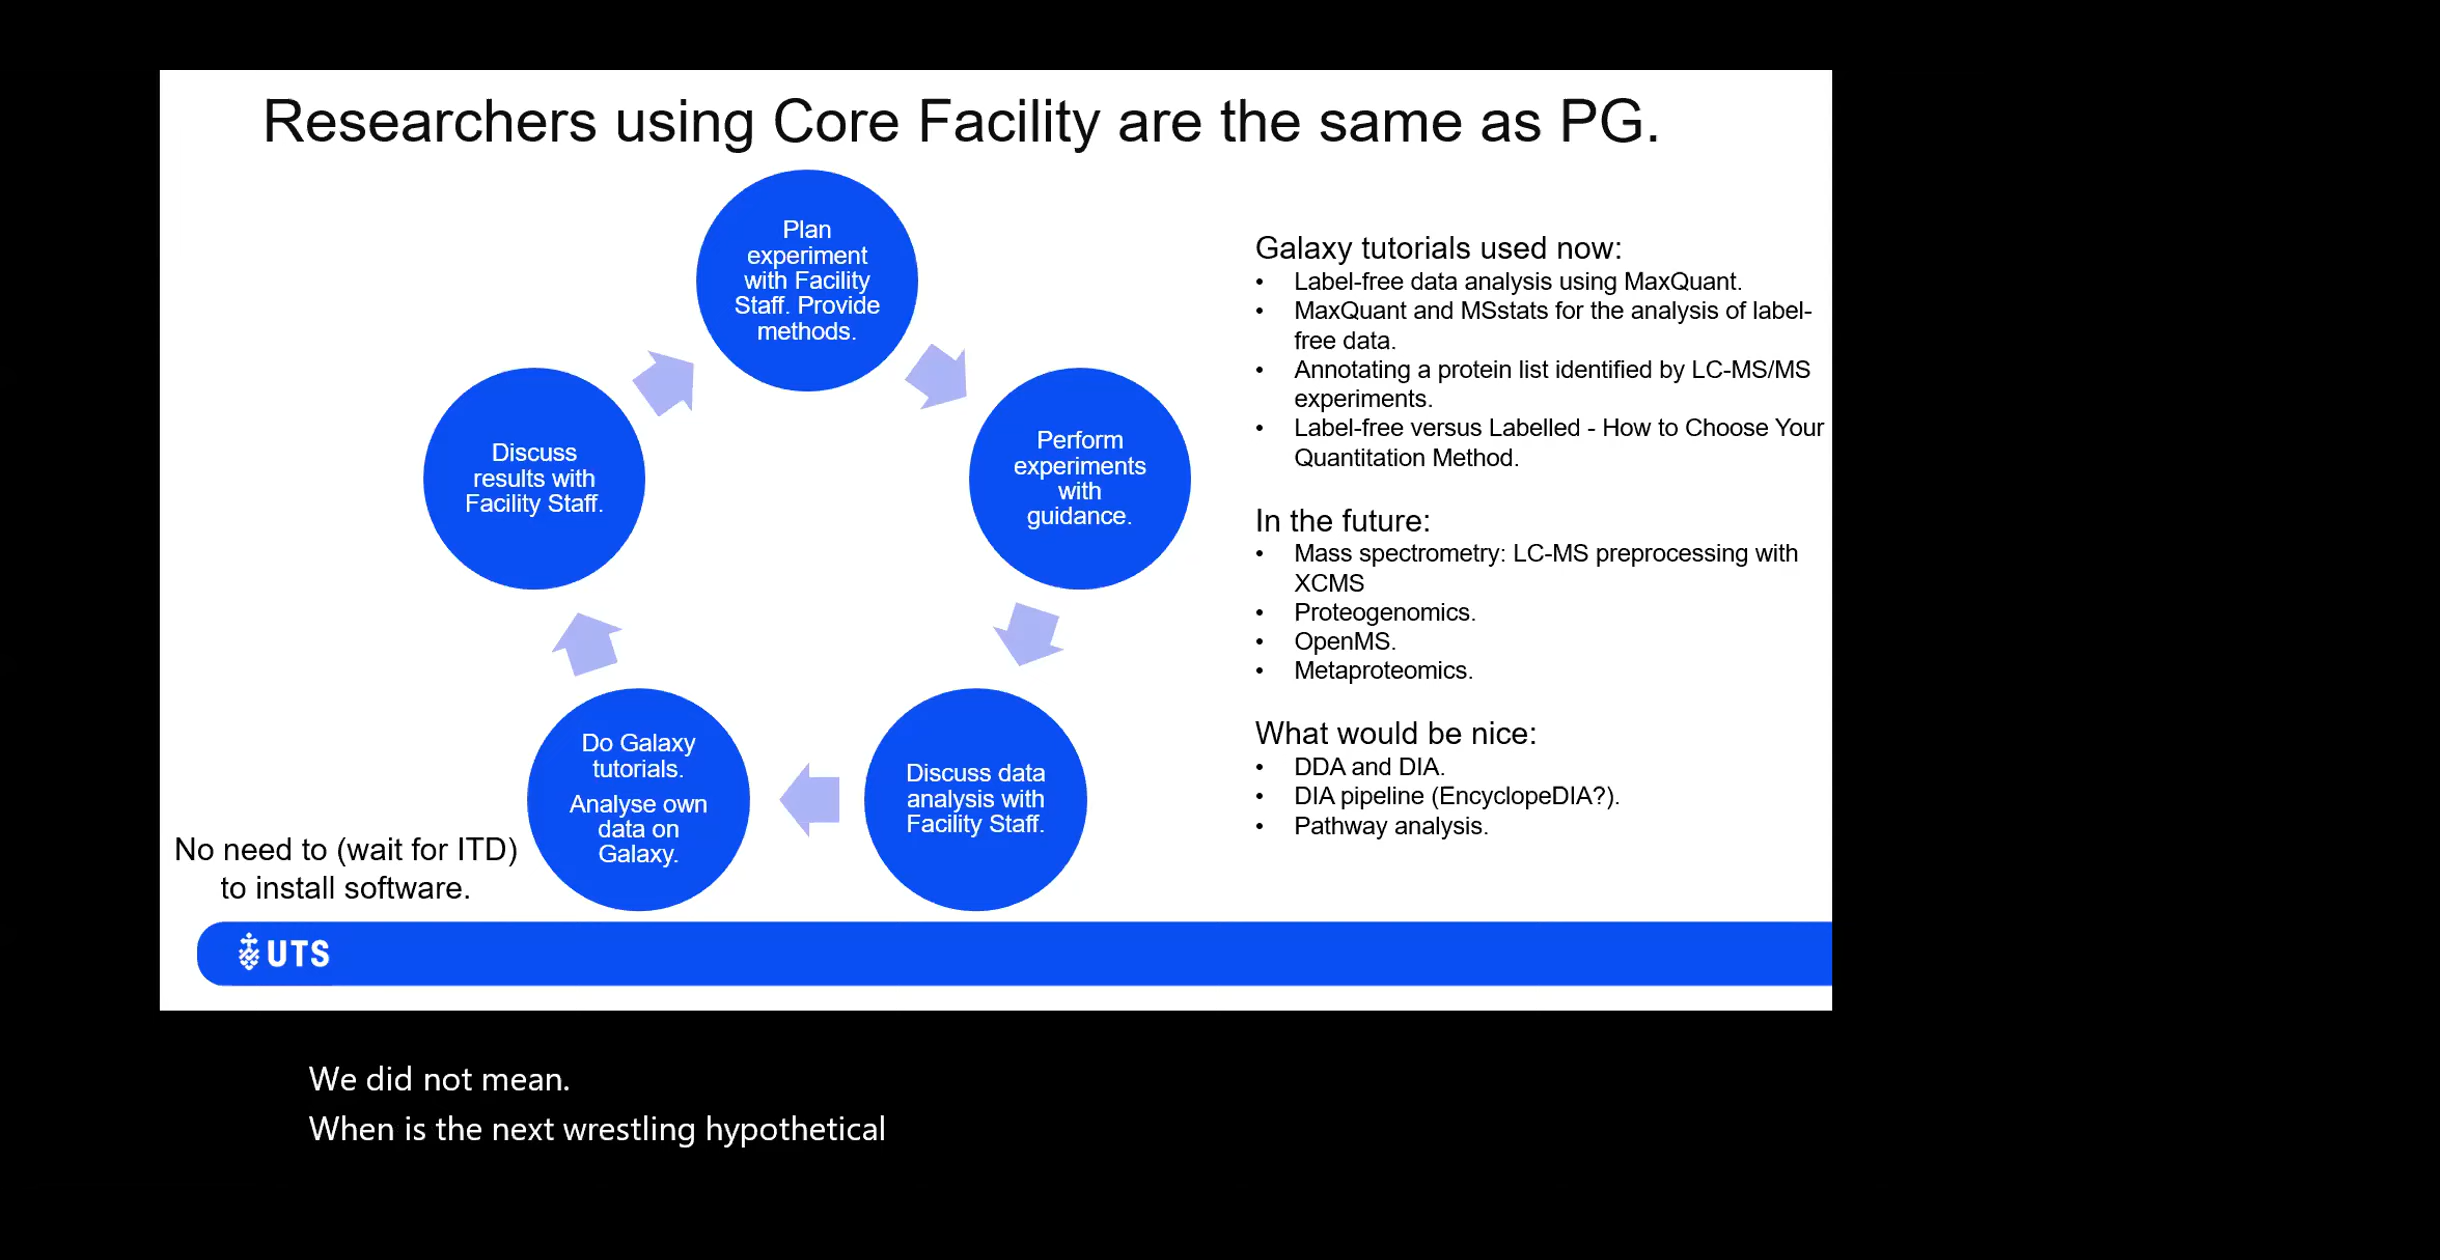 Researchers using Core Facility are the same as PG.
Plan
experiment
with Facility
Staff. Provide
methods.
Perform
experiments
with
guidance.
Discuss data
analysis with
Facility Staff.
Do Galaxy
tutorials.
Analyse own
data on
Galaxy.
Discuss
results with
Facility Staff.
No need to (wait for ITD)
to install software.
Galaxy tutorials used now:
• Label-free data analysis using MaxQuant.
• MaxQuant and MSstats for the analysis of label-
free data.
• Annotating a protein list identified by LC-MS/MS
experiments.
• Label-free versus Labelled - How to Choose Your
Quantitation Method.
In the future:
• Mass spectrometry: LC-MS preprocessing with
XCMS
• Proteogenomics.
• OpenMS.
• Metaproteomics.
What would be nice:
• DDA and DIA.
• DIA pipeline (EncyclopeDIA?).
• Pathway analysis.
UTS
We did not mean.
When is the next wrestling hypothetical